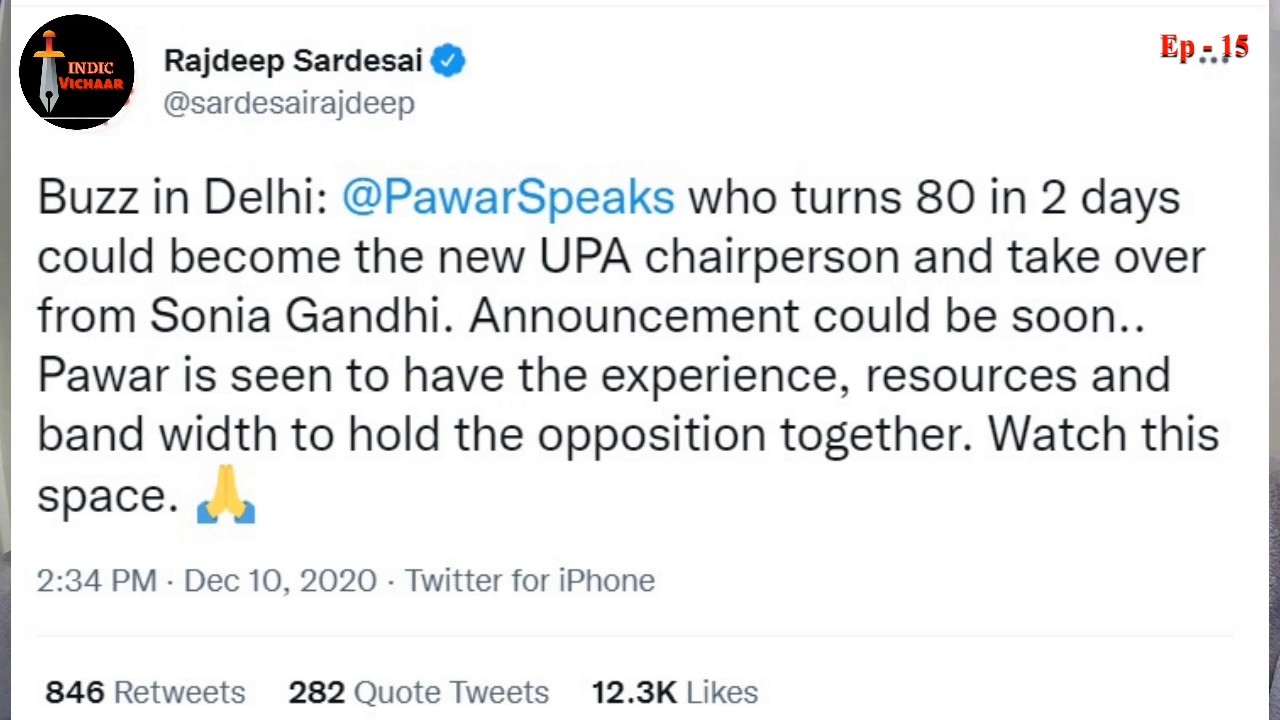 INDIC
VICHAAR
Rajdeep Sardesai
@sardesairajdeep
Ep - 15
Buzz in Delhi: @PawarSpeaks who turns 80 in 2 days
could become the new UPA chairperson and take over
from Sonia Gandhi. Announcement could be soon..
Pawar is seen to have the experience, resources and
band width to hold the opposition together. Watch this
space. 🙏
2:34 PM · Dec 10, 2020 · Twitter for iPhone
846 Retweets 282 Quote Tweets 12.3K Likes